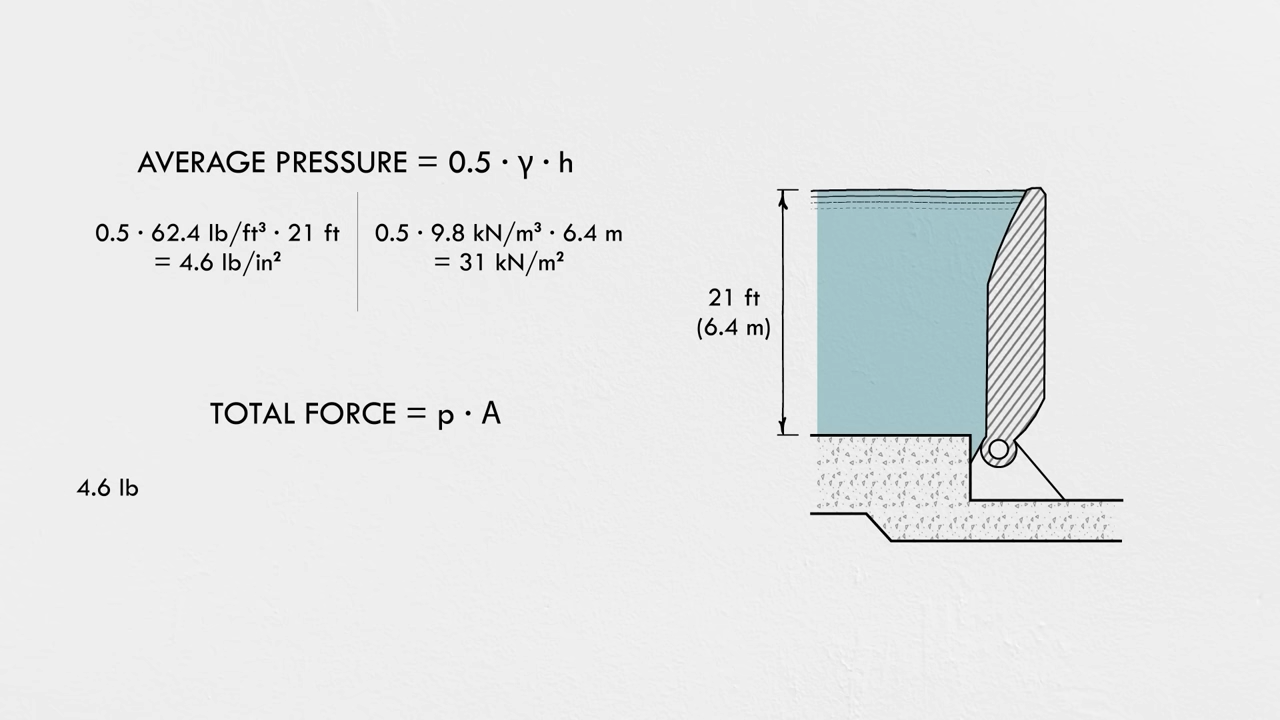 AVERAGE PRESSURE = 0.5 · γ · h
0.5 · 62.4 lb/ft³ · 21 ft
= 4.6 lb/in²
0.5 · 9.8 kN/m³ · 6.4 m
= 31 kN/m²
TOTAL FORCE = p · A
4.6 lb
21 ft
(6.4 m)